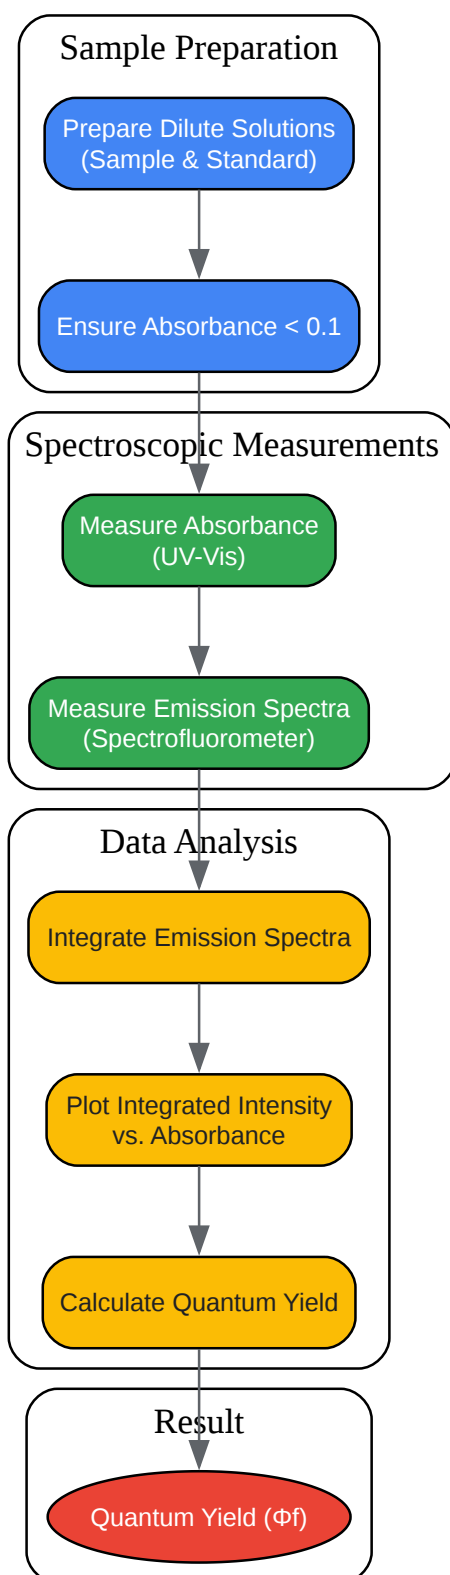 Sample Preparation
Prepare Dilute Solutions
(Sample & Standard)
Ensure Absorbance < 0.1
Spectroscopic Measurements
Measure Absorbance
(UV-Vis)
Measure Emission Spectra
(Spectrofluorometer)
Data Analysis
Integrate Emission Spectra
Plot Integrated Intensity
vs. Absorbance
Calculate Quantum Yield
Result
Quantum Yield (Φf)